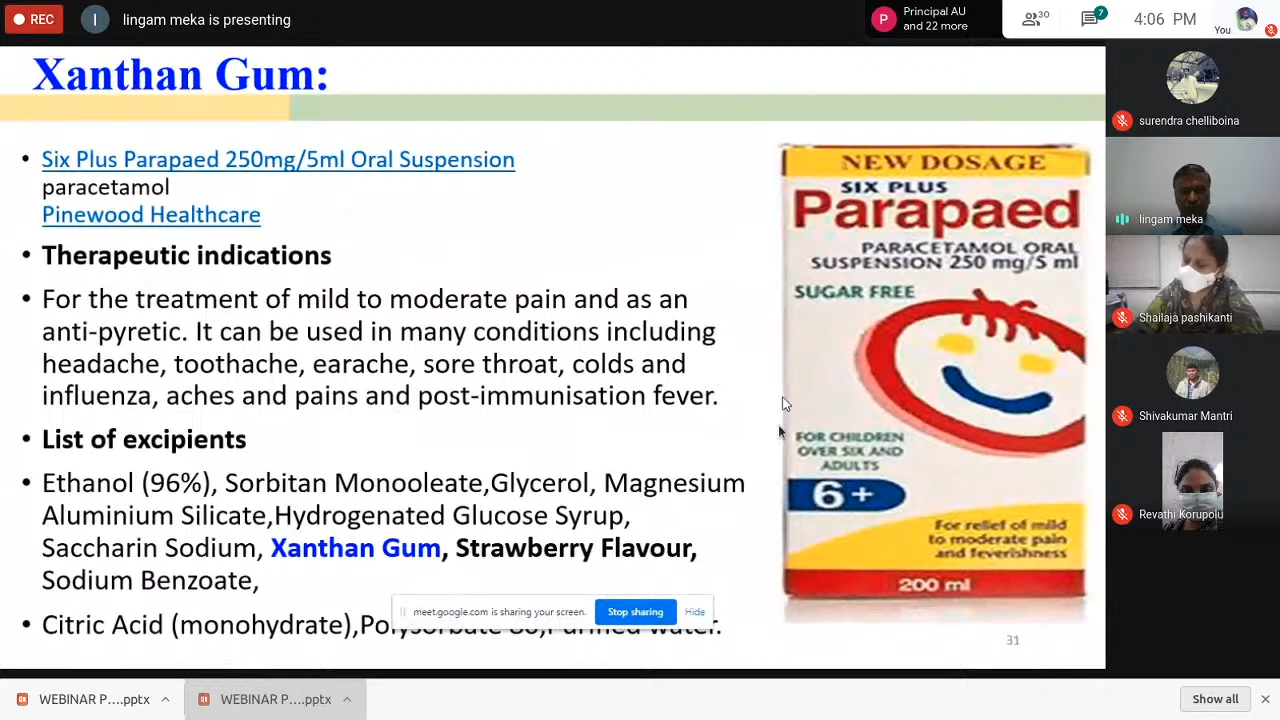 REC
l
lingam meka is presenting
P
Principal AU
and 22 more
30
7
4:06 PM
You
Xanthan Gum:
• Six Plus Parapaed 250mg/5ml Oral Suspension
paracetamol
Pinewood Healthcare
• Therapeutic indications
• For the treatment of mild to moderate pain and as an
anti-pyretic. It can be used in many conditions including
headache, toothache, earache, sore throat, colds and
influenza, aches and pains and post-immunisation fever.
• List of excipients
• Ethanol (96%), Sorbitan Monooleate,Glycerol, Magnesium
Aluminium Silicate,Hydrogenated Glucose Syrup,
Saccharin Sodium, Xanthan Gum, Strawberry Flavour,
Sodium Benzoate,
• Citric Acid (monohydrate),Polysorbate 80,Purified water.
NEW DOSAGE
SIX PLUS
Parapaed
PARACETAMOL ORAL
SUSPENSION 250 mg/5 ml
SUGAR FREE
FOR CHILDREN
OVER SIX AND
ADULTS
6+
For relief of mild
to moderate pain
and feverishness
200 ml
31
meet.google.com is sharing your screen.
Stop sharing
Hide
surendra chelliboina
lingam meka
Shailaja pashikanti
Shivakumar Mantri
Revathi Korupolu
WEBINAR P....pptx
WEBINAR P....pptx
Show all